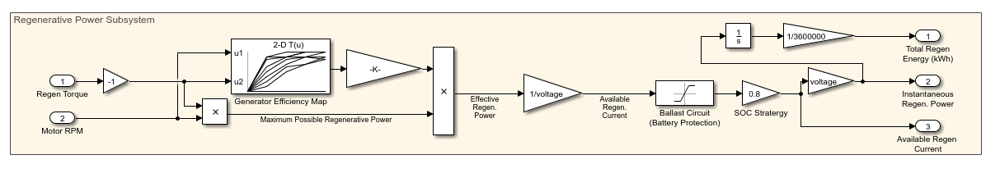 Regenerative Power Subsystem
1
Regen Torque
-1
2
Motor RPM
×
2-D T(u)
u1
u2
Generator Efficiency Map
-K-
Maximum Possible Regenerative Power
×
Effective
Regen.
Power
1/voltage
Available
Regen.
Current
Ballast Circuit
(Battery Protection)
0.8
SOC Stratergy
voltage
1
s
1/3600000
1
Total Regen
Energy (kWh)
2
Instantaneous
Regen. Power
3
Available Regen
Current